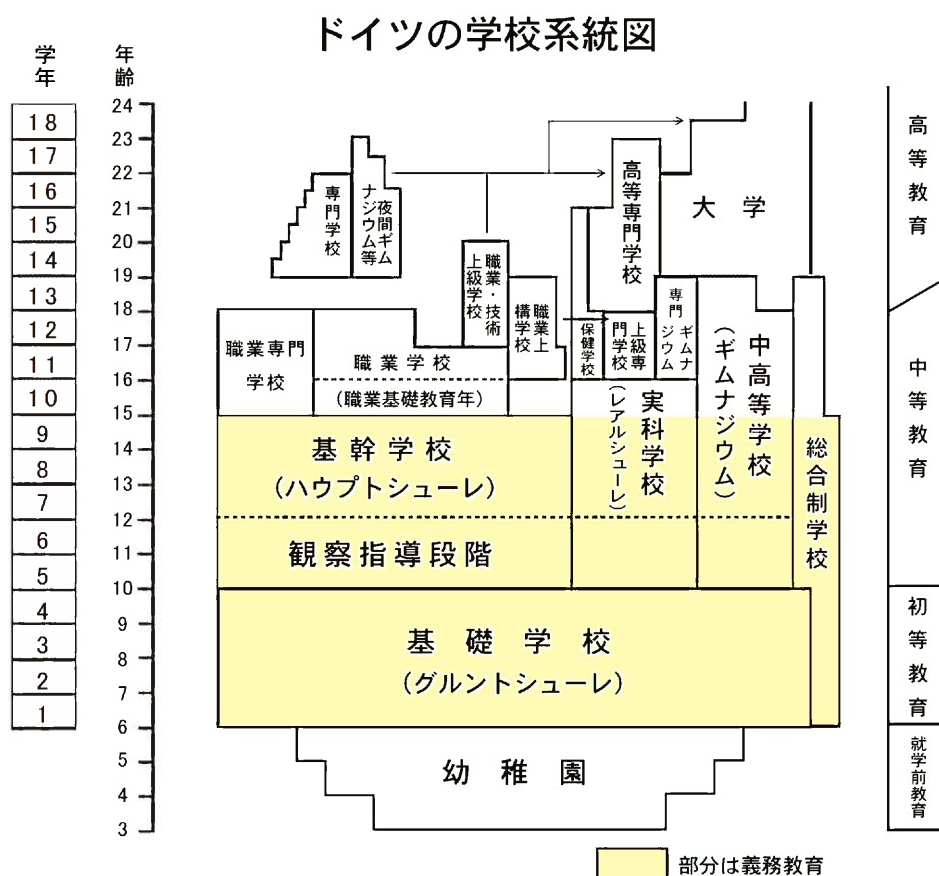 ドイツの学校系統図
学年
年齢
18
17
16
15
14
13
12
11
10
9
8
7
6
5
4
3
2
1
24
23
22
21
20
19
18
17
16
15
14
13
12
11
10
9
8
7
6
5
4
3
専門学校
夜間ギム
ナジウム等
職業・技術
上級学校
職業上
構学校
高等専門学校
大学
職業専門
学校
職業学校
(職業基礎教育年)
保健学校
上級専
門学校
専門
ギムナ
ジウム
実科学校
(レアルシューレ)
中高等学校
(ギムナジウム)
総合制学校
基幹学校
(ハウプトシューレ)
観察指導段階
基礎学校
(グルントシューレ)
幼稚園
高等教育
中等教育
初等教育
就学前教育
部分は義務教育